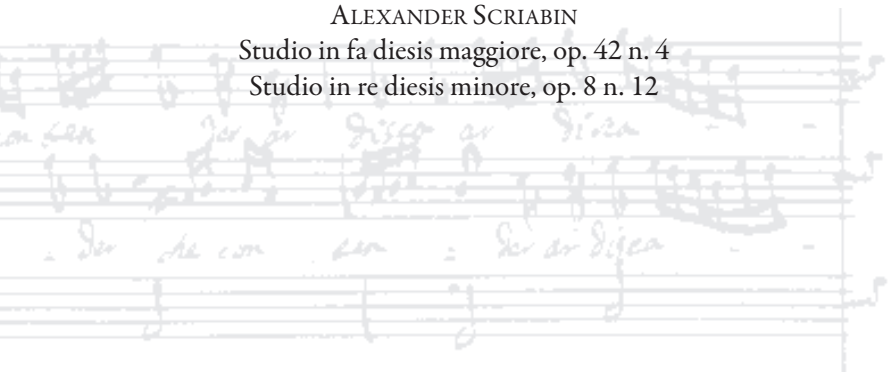 ALEXANDER SCRIABIN
Studio in fa diesis maggiore, op. 42 n. 4
Studio in re diesis minore, op. 8 n. 12